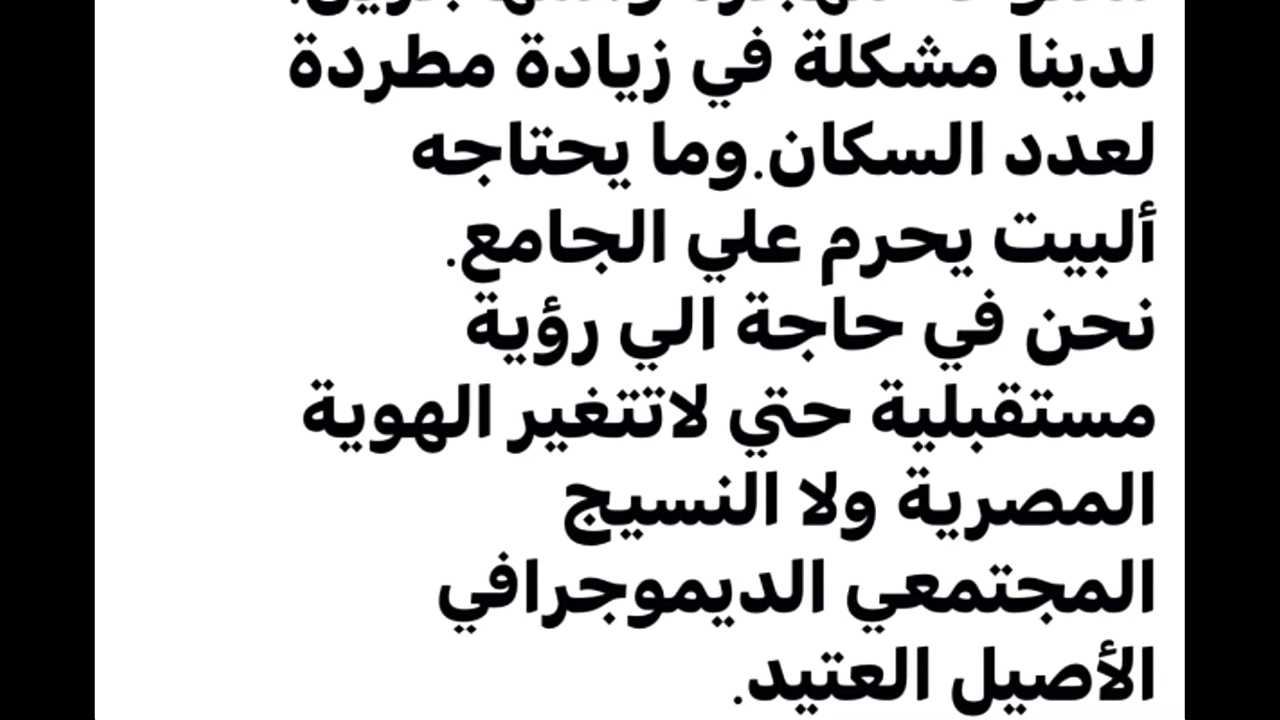 لدينا مشكلة في زيادة مطردة
لعدد السكان.وما يحتاجه
ألبيت يحرم علي الجامع.
نحن في حاجة الي رؤية
مستقبلية حتي لاتتغير الهوية
المصرية ولا النسيج
المجتمعي الديموجرافي
الأصيل العتيد.